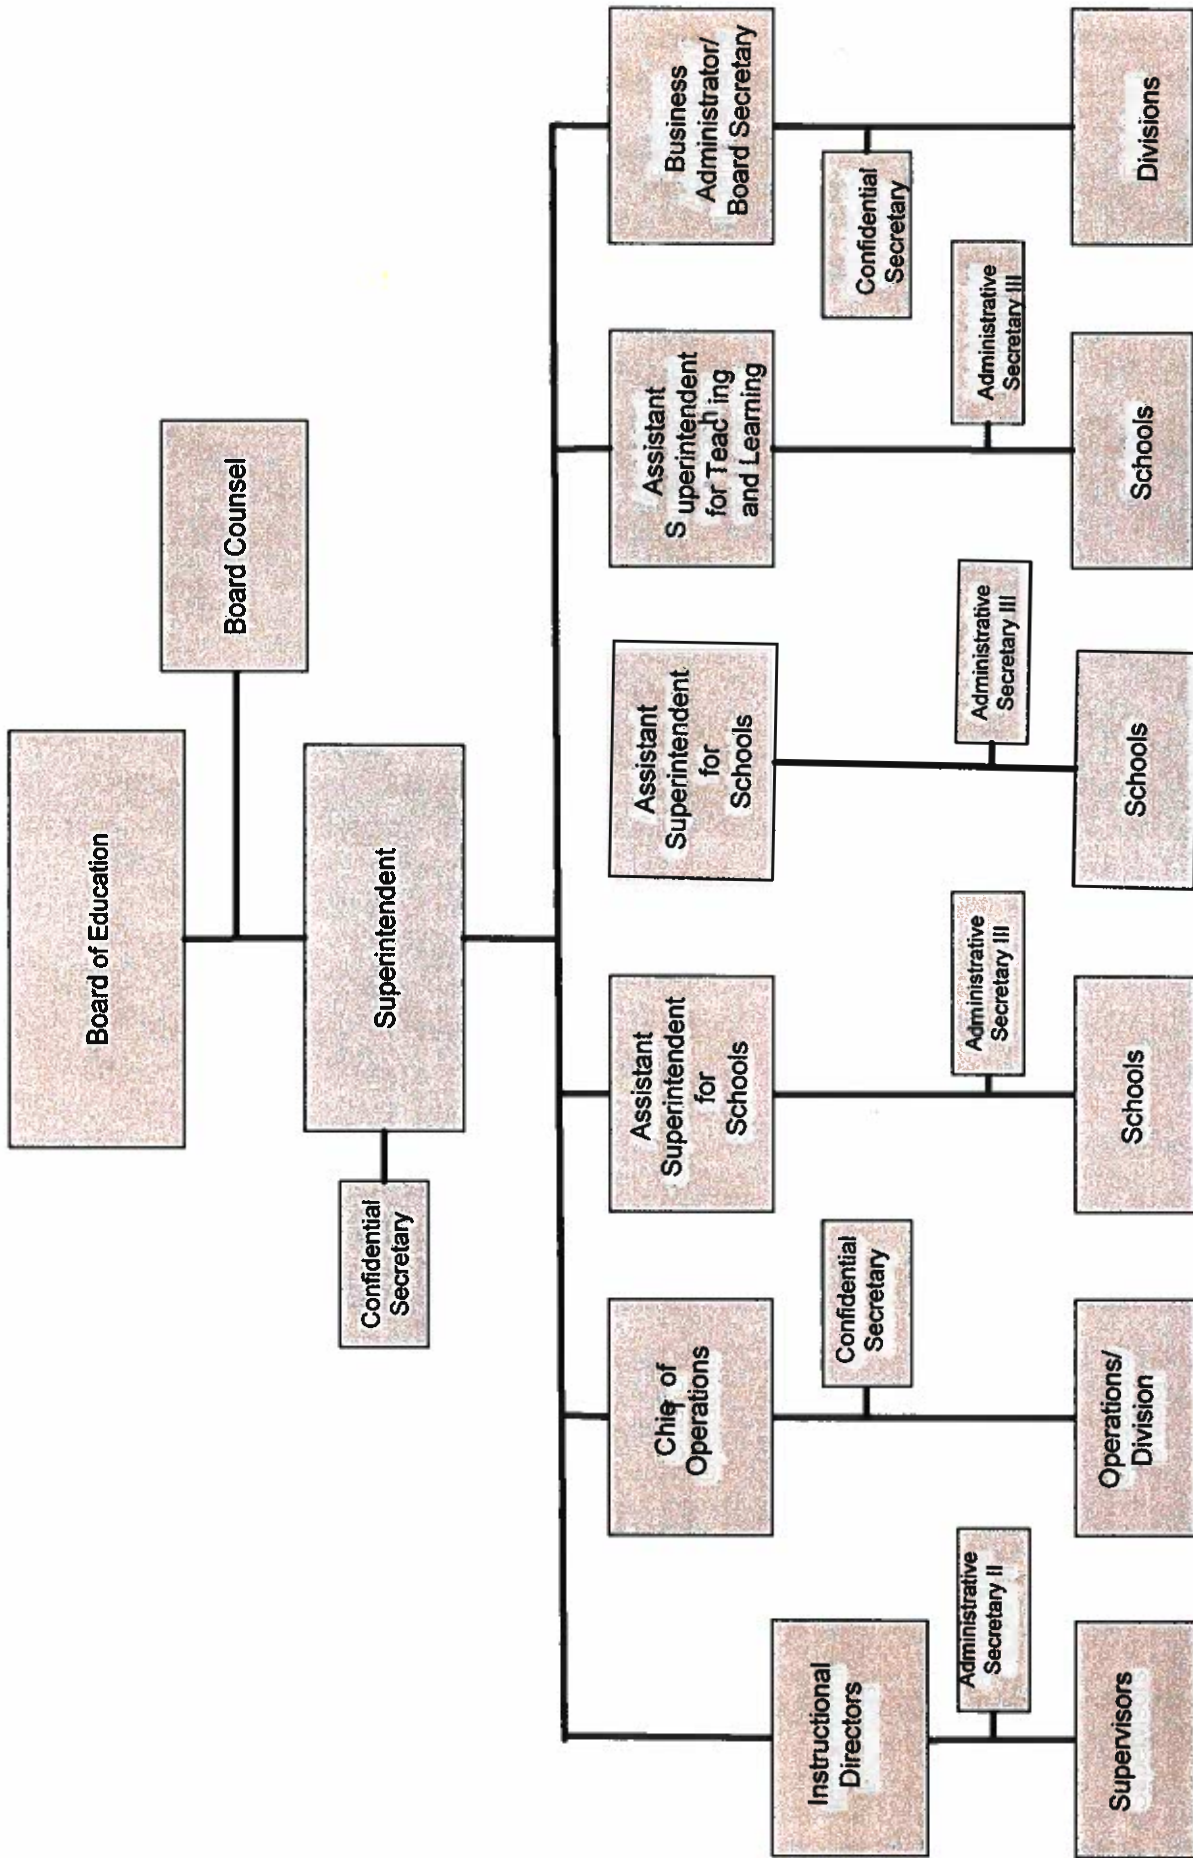 Board of Education
Board Counsel
Superintendent
Confidential
Secretary
Instructional
Directors
Administrative
Secretary II
Supervisors
Chief of
Operations
Confidential
Secretary
Operations/
Division
Assistant
Superintendent
for
Schools
Administrative
Secretary III
Schools
Assistant
Superintendent
for
Schools
Administrative
Secretary III
Schools
Assistant
Superintendent
for Teaching
and Learning
Administrative
Secretary III
Schools
Business
Administrator/
Board Secretary
Confidential
Secretary
Divisions